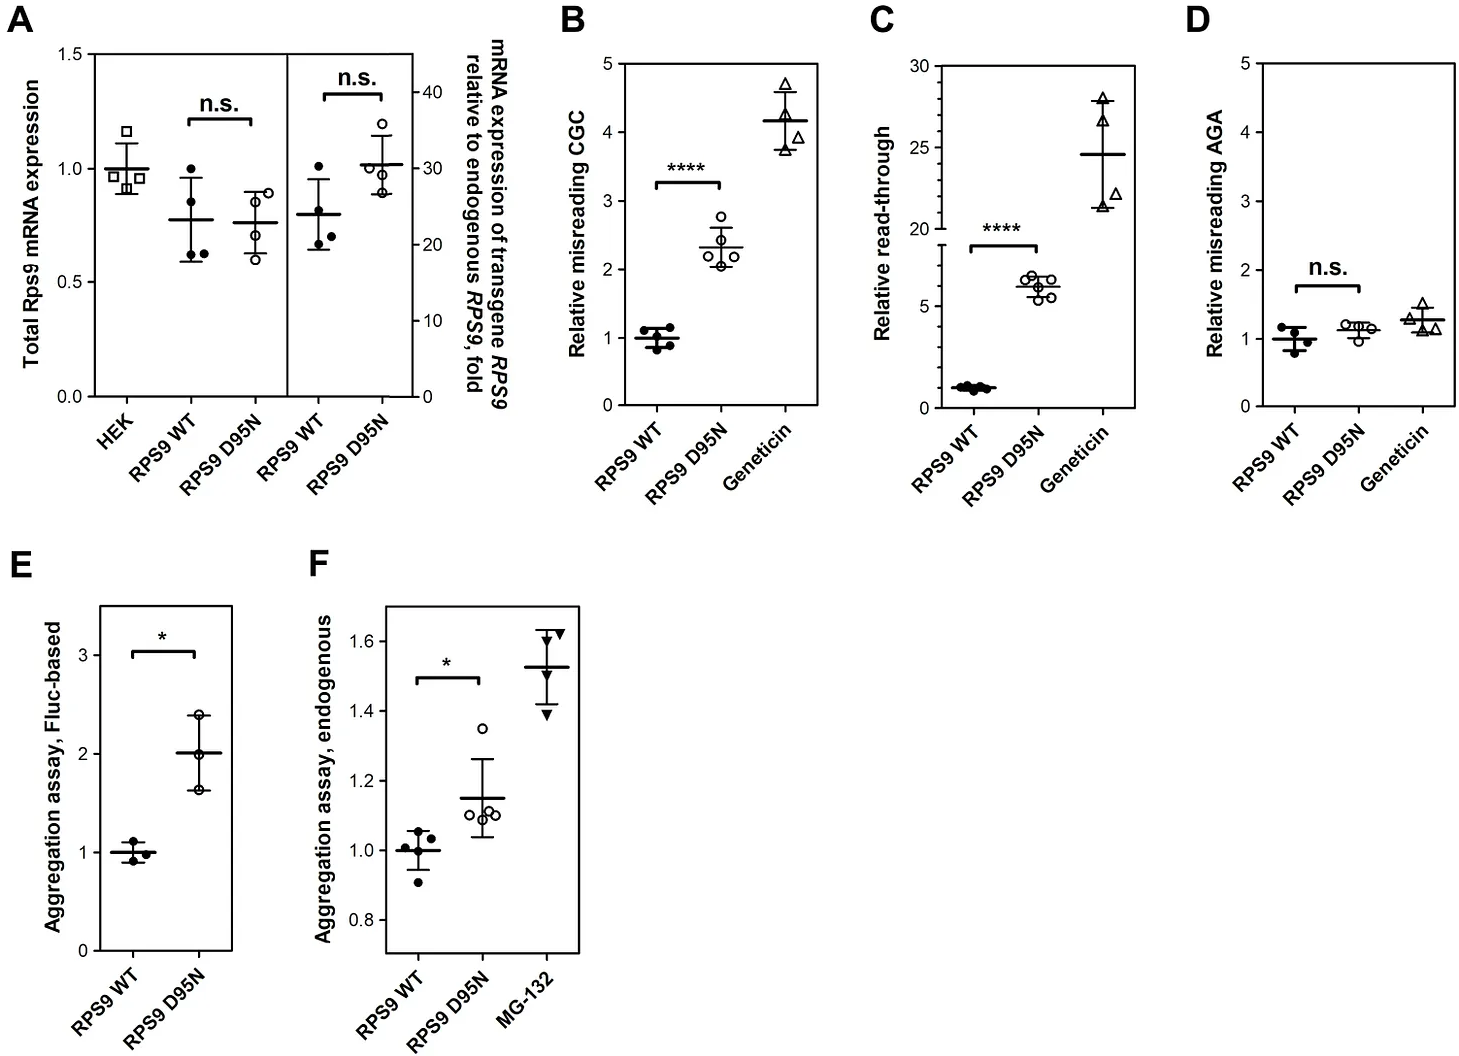 A
Total Rps9 mRNA expression
1.5
1.0
0.5
0.0
n.s.
n.s.
40
30
20
10
0
mRNA expression of transgene RPS9
relative to endogenous RPS9, fold
HEK
RPS9 WT
RPS9 D95N
RPS9 WT
RPS9 D95N
B
Relative misreading CGC
5
4
3
2
1
0
****
RPS9 WT
RPS9 D95N
Geneticin
C
Relative read-through
30
25
20
5
0
****
RPS9 WT
RPS9 D95N
Geneticin
D
Relative misreading AGA
5
4
3
2
1
0
n.s.
RPS9 WT
RPS9 D95N
Geneticin
E
Aggregation assay, Fluc-based
3
2
1
0
*
RPS9 WT
RPS9 D95N
F
Aggregation assay, endogenous
1.6
1.4
1.2
1.0
0.8
*
RPS9 WT
RPS9 D95N
MG-132